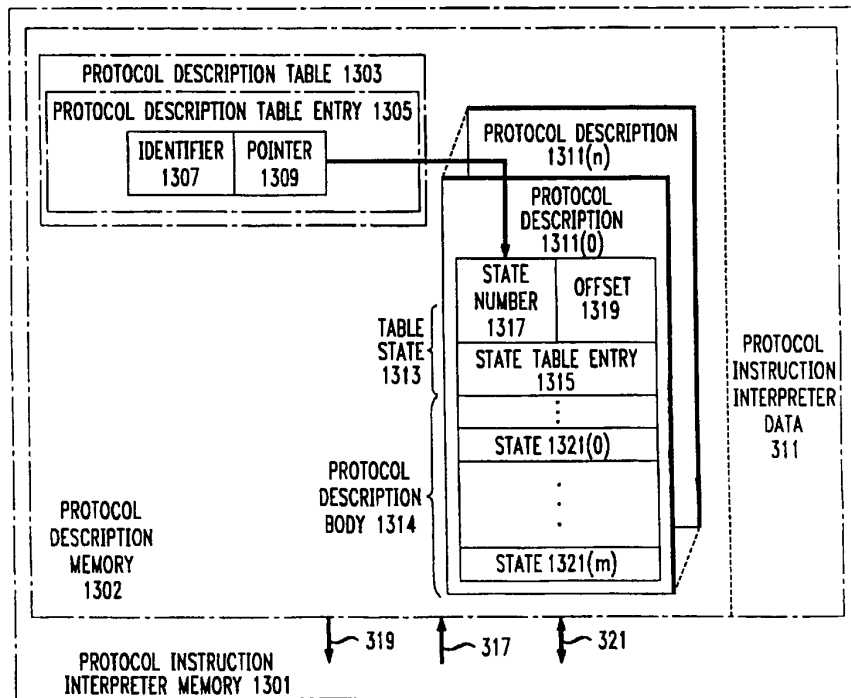 PROTOCOL DESCRIPTION TABLE 1303
PROTOCOL DESCRIPTION TABLE ENTRY 1305
IDENTIFIER
1307
POINTER
1309
PROTOCOL DESCRIPTION
1311(n)
PROTOCOL
DESCRIPTION
1311(0)
STATE
NUMBER
1317
OFFSET
1319
TABLE
STATE
1313
STATE TABLE ENTRY
1315
STATE 1321(0)
PROTOCOL
DESCRIPTION
BODY 1314
STATE 1321(m)
PROTOCOL
INSTRUCTION
INTERPRETER
DATA
311
PROTOCOL
DESCRIPTION
MEMORY
1302
319
317
321
PROTOCOL INSTRUCTION
INTERPRETER MEMORY 1301